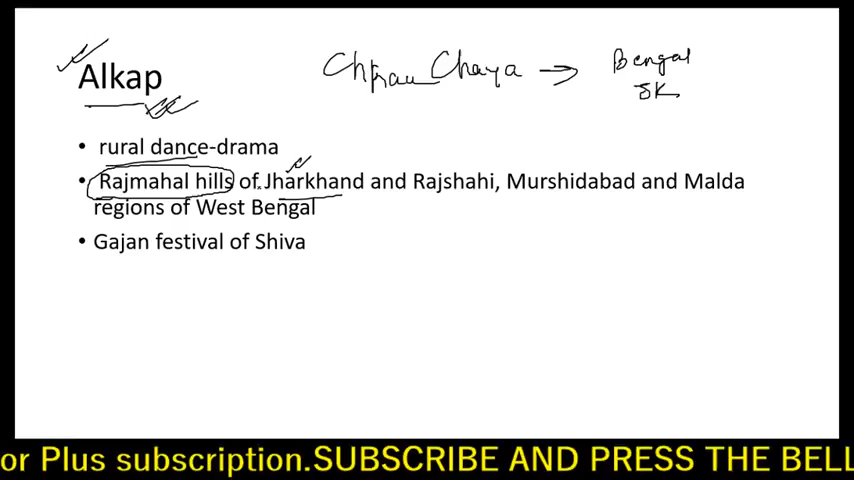 Alkap
Chhau Chaya → Bengal
JK
• rural dance-drama
• Rajmahal hills of Jharkhand and Rajshahi, Murshidabad and Malda
regions of West Bengal
• Gajan festival of Shiva
or Plus subscription.SUBSCRIBE AND PRESS THE BELL